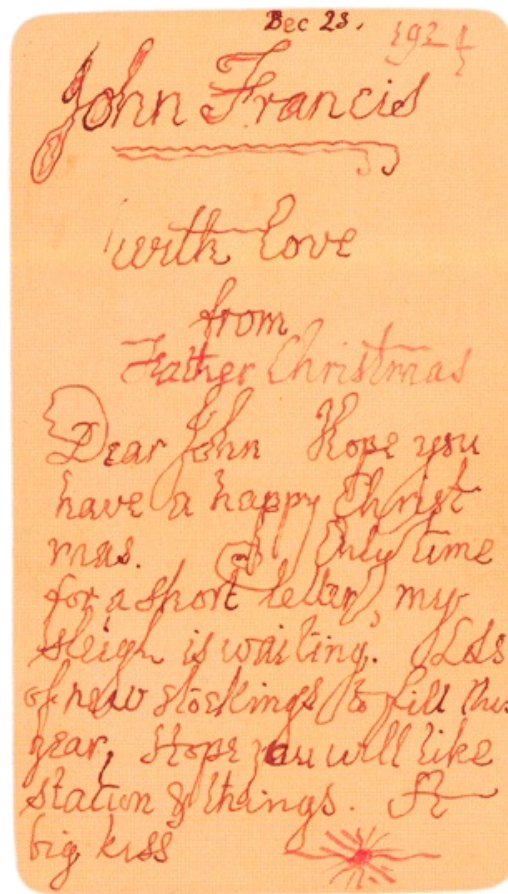 Dec 23. 1924
John Francis
with love
from
Father Christmas
Dear John Hope you
have a happy Christ
mas. Only time
for a short letter, my
sleigh is waiting. Lots
of new stockings to fill this
year, Hope you will like
station & things. A
big kiss